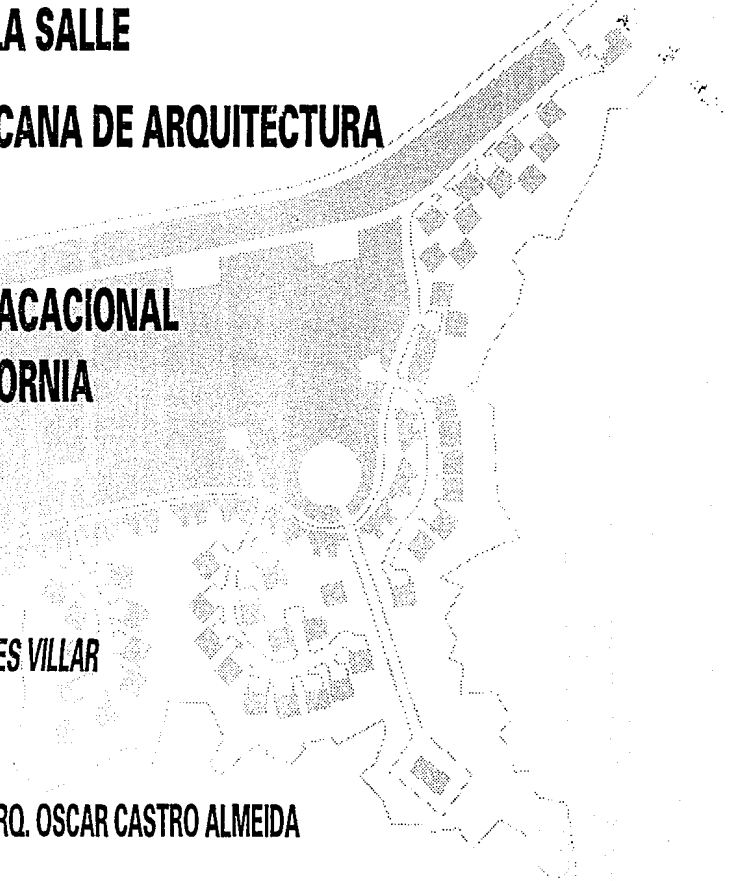 LA SALLE
CANA DE ARQUITECTURA
ACACIONAL
ORNIA
ES VILLAR
RQ. OSCAR CASTRO ALMEIDA